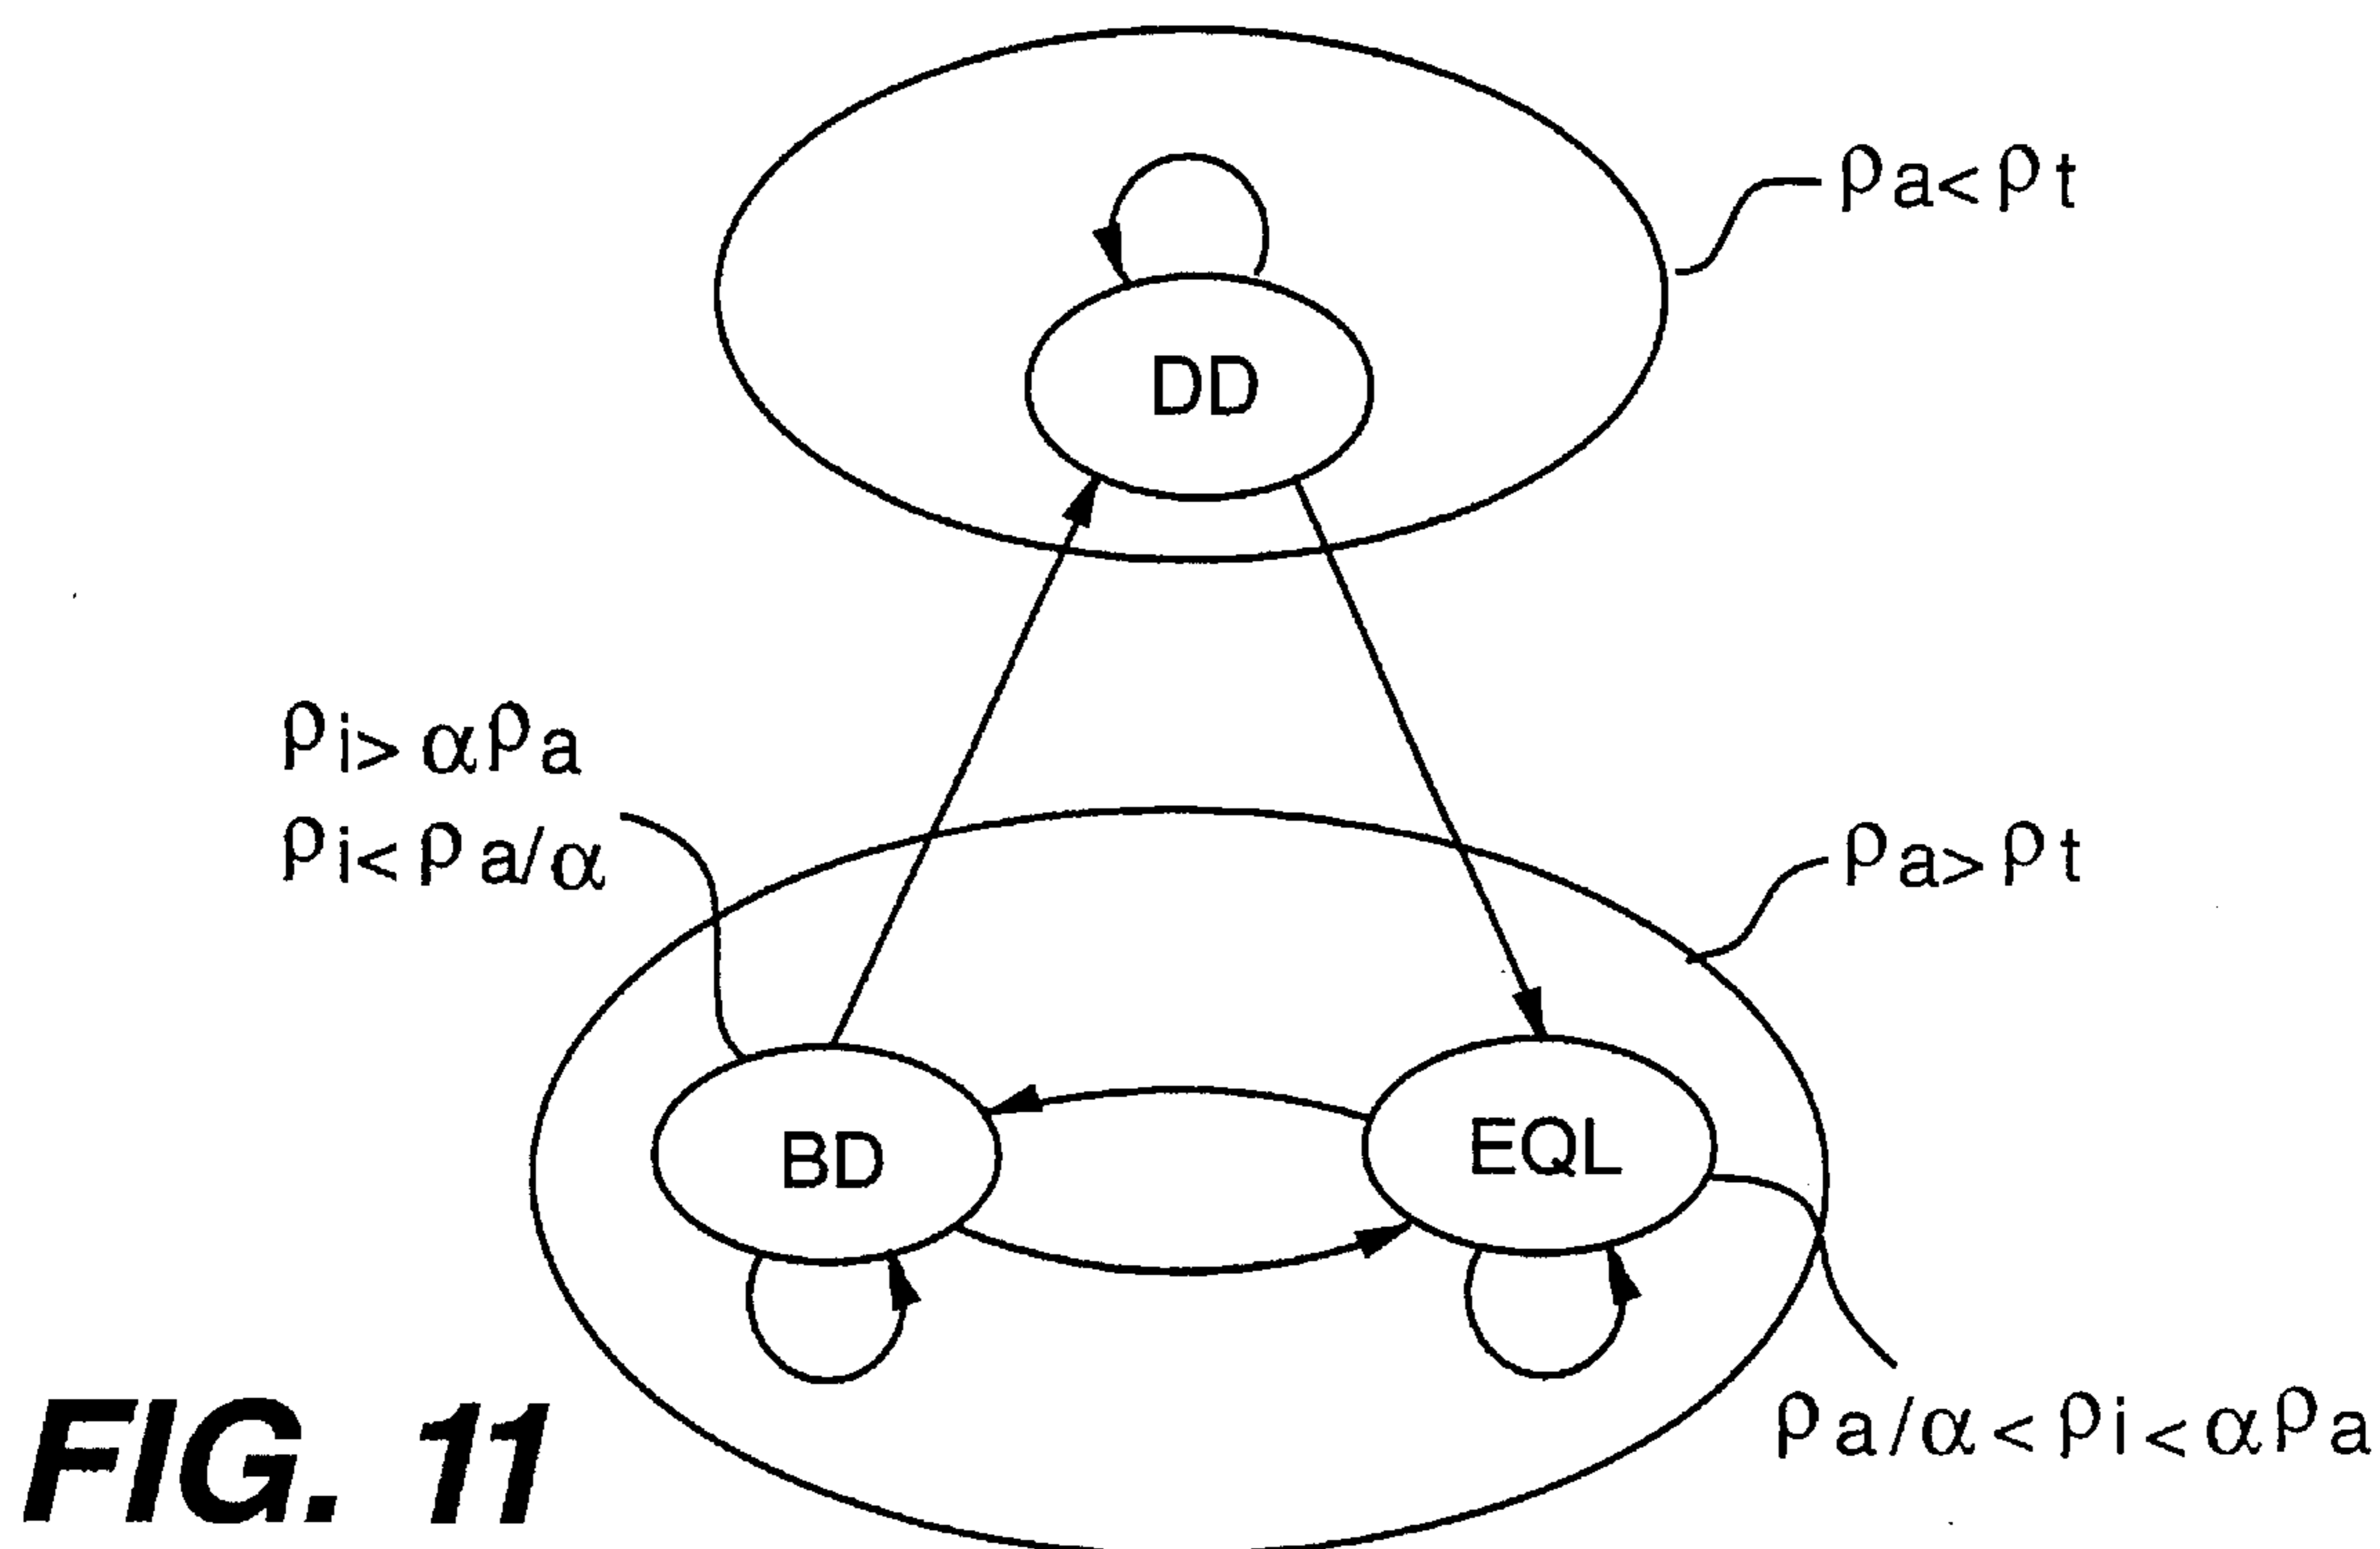 ρa<ρt
DD
ρi> αρa
ρi< ρa/α
ρa> ρt
BD
EQL
ρa/α < ρi < αρa
FIG. 11